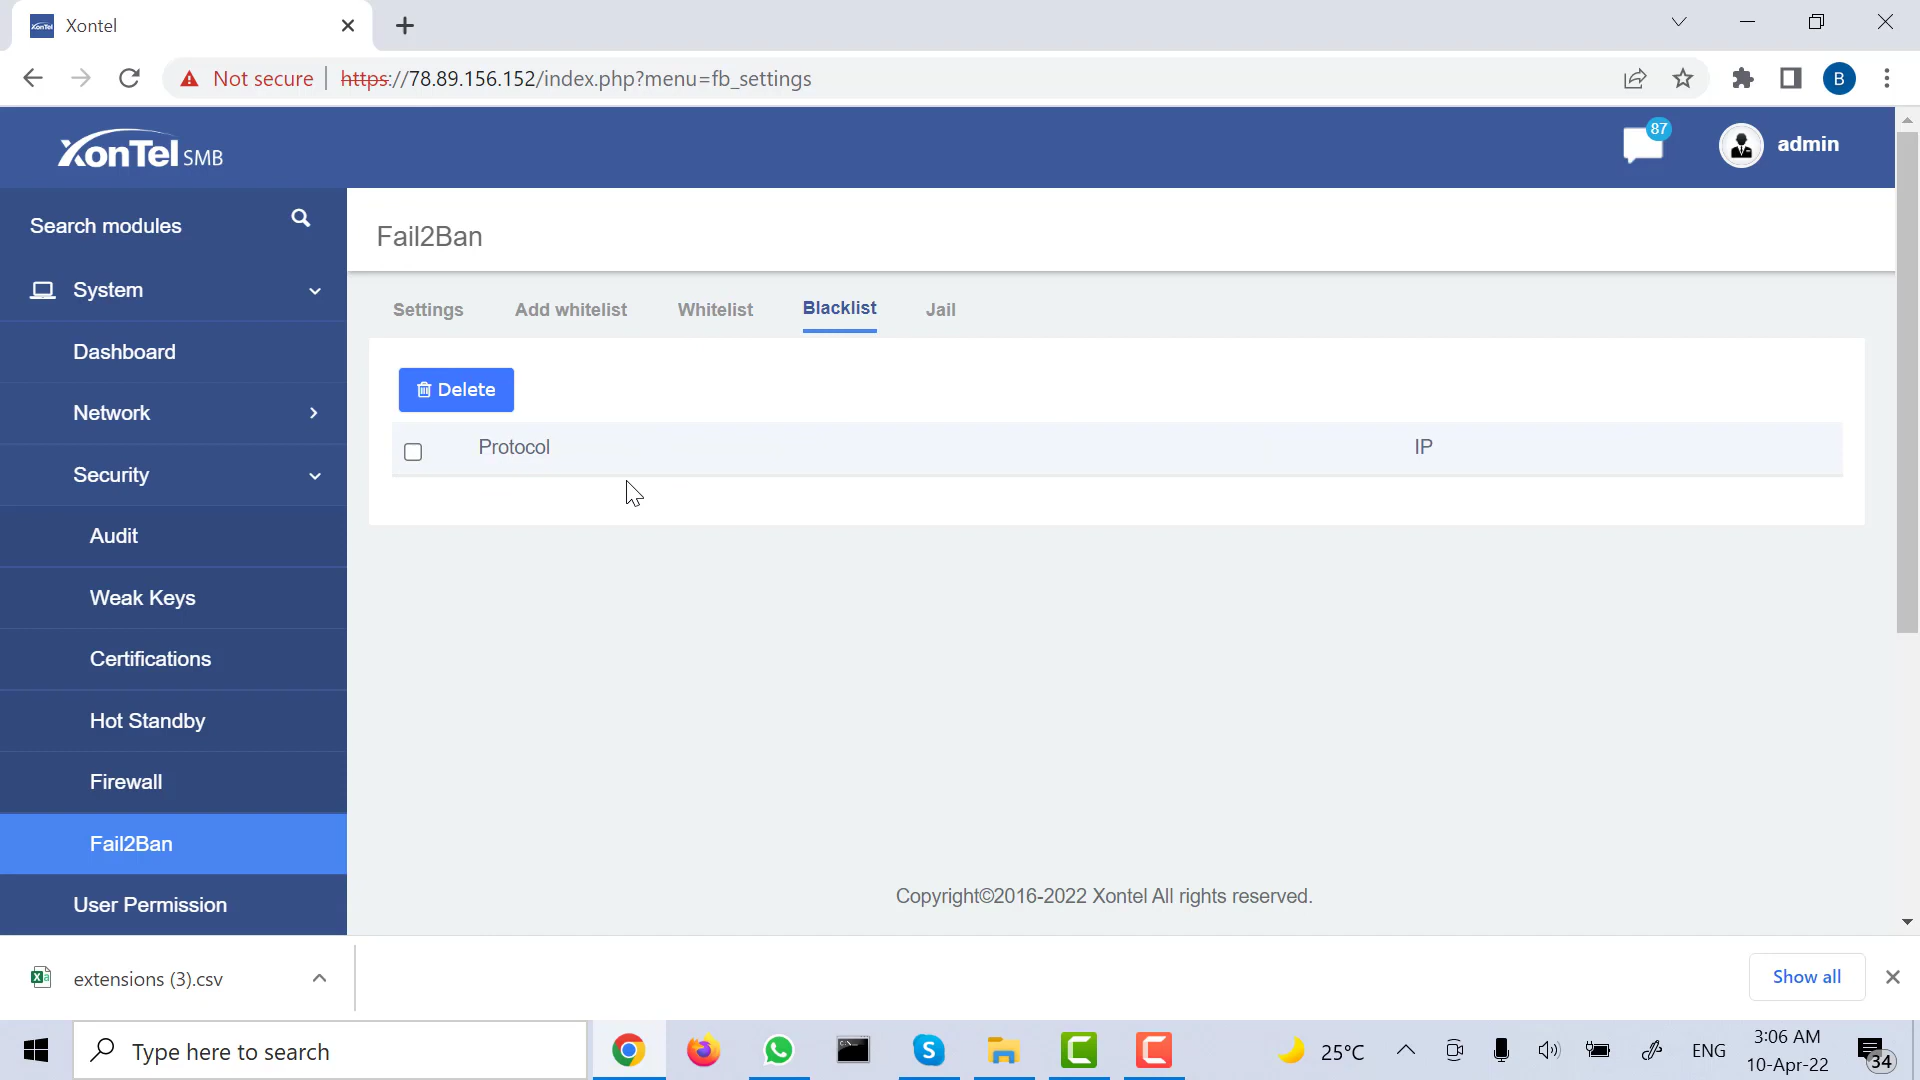 Xontel
Not secure
https://78.89.156.152/index.php?menu=fb_settings
B
XonTel SMB
87
admin
Search modules
System
Dashboard
Network
Security
Audit
Weak Keys
Certifications
Hot Standby
Firewall
Fail2Ban
User Permission
Fail2Ban
Settings
Add whitelist
Whitelist
Blacklist
Jail
Delete
Protocol
IP
Copyright©2016-2022 Xontel All rights reserved.
extensions (3).csv
Show all
Type here to search
25°C
ENG
3:06 AM
10-Apr-22
34